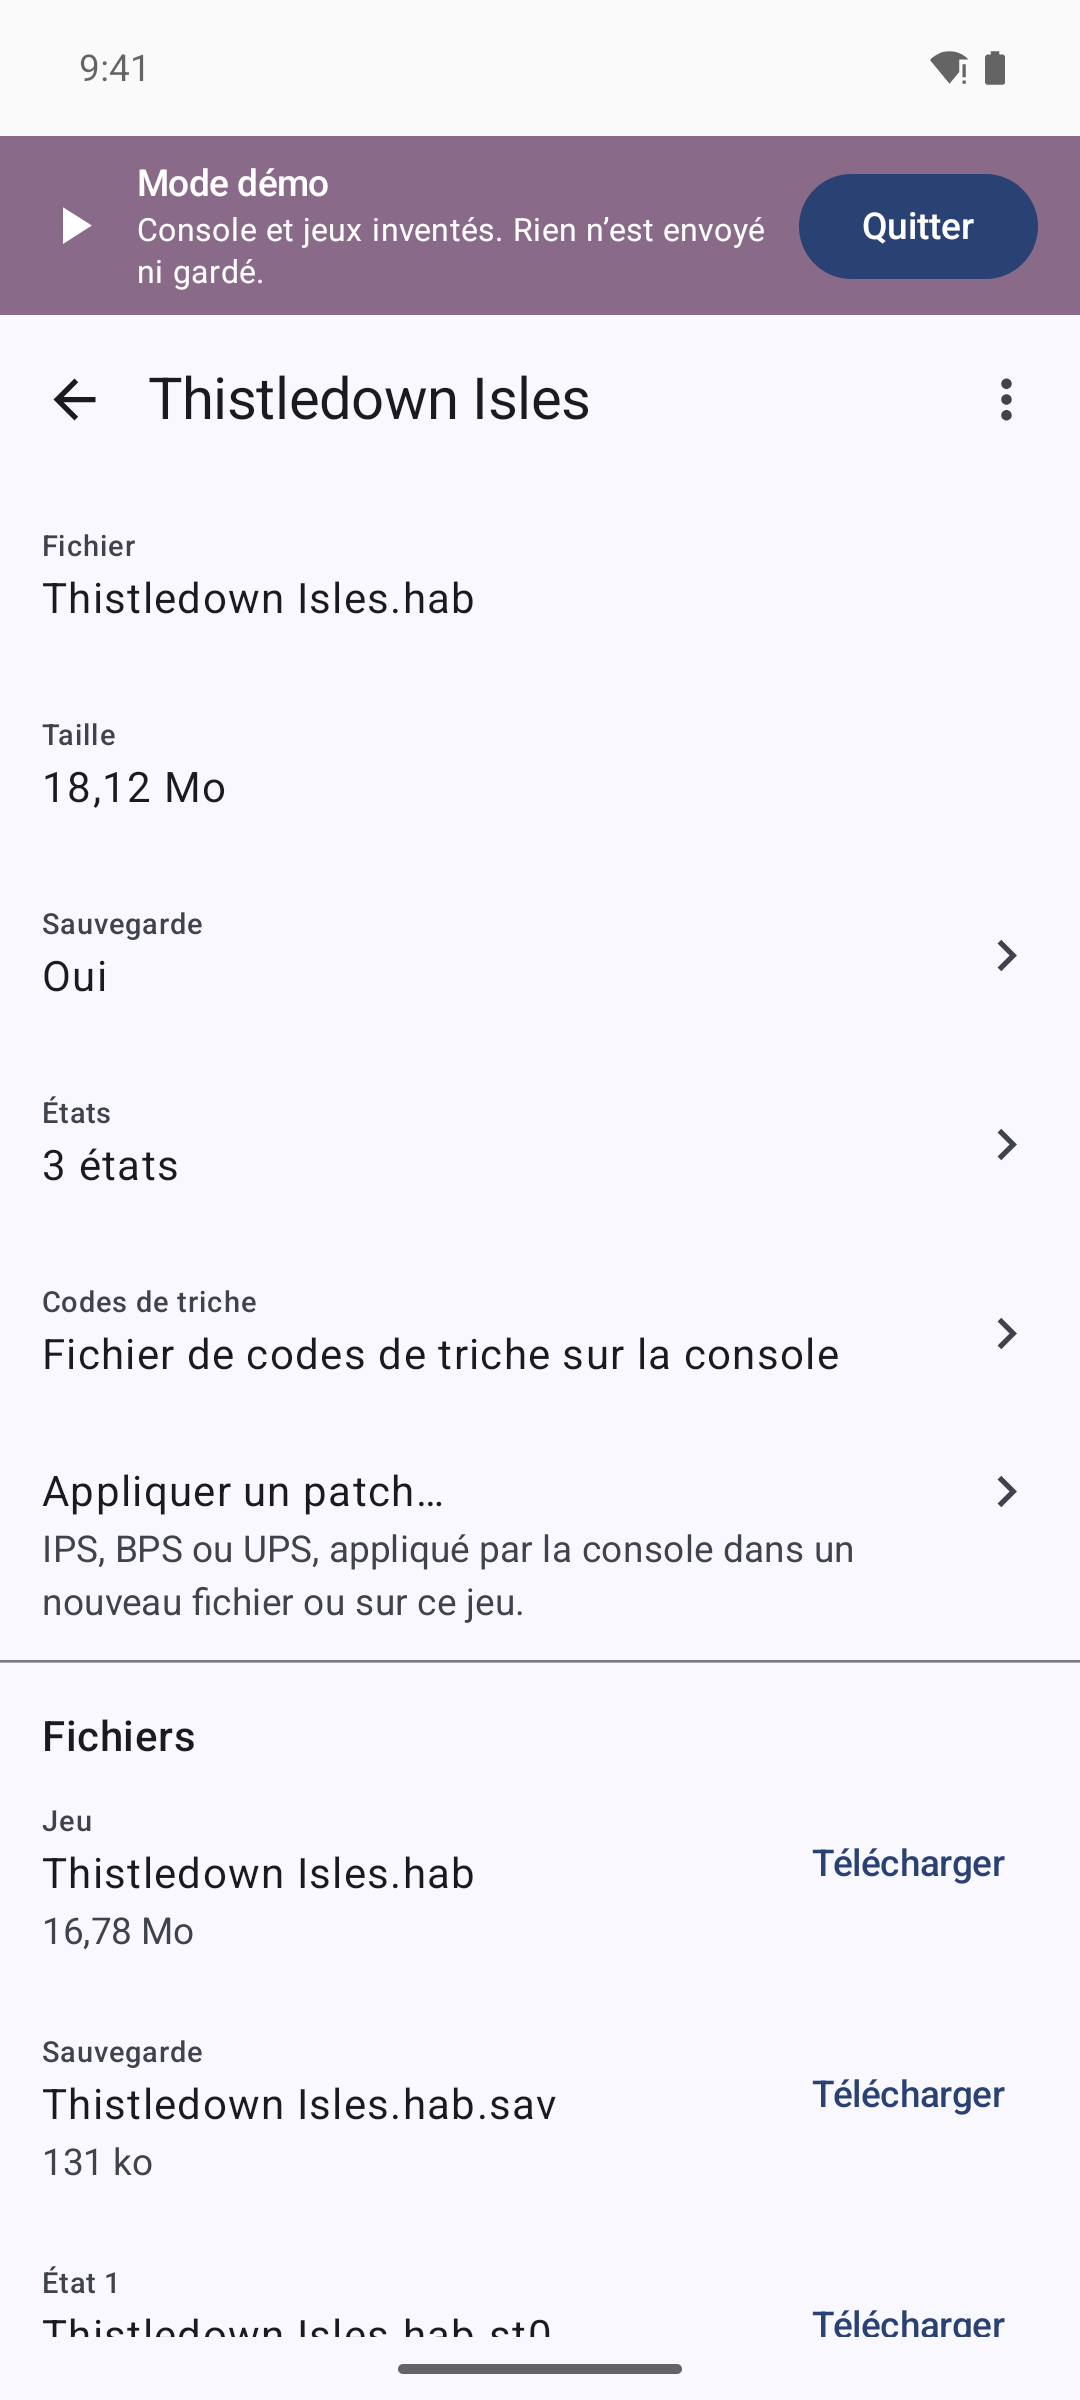 9:41
Mode démo
Console et jeux inventés. Rien n’est envoyé
ni gardé.
Quitter
Thistledown Isles
Fichier
Thistledown Isles.hab
Taille
18,12 Mo
Sauvegarde
Oui
États
3 états
Codes de triche
Fichier de codes de triche sur la console
Appliquer un patch…
IPS, BPS ou UPS, appliqué par la console dans un
nouveau fichier ou sur ce jeu.
Fichiers
Jeu
Thistledown Isles.hab
Télécharger
16,78 Mo
Sauvegarde
Thistledown Isles.hab.sav
Télécharger
131 ko
État 1
Thistledown Isles.hab.st0
Télécharger